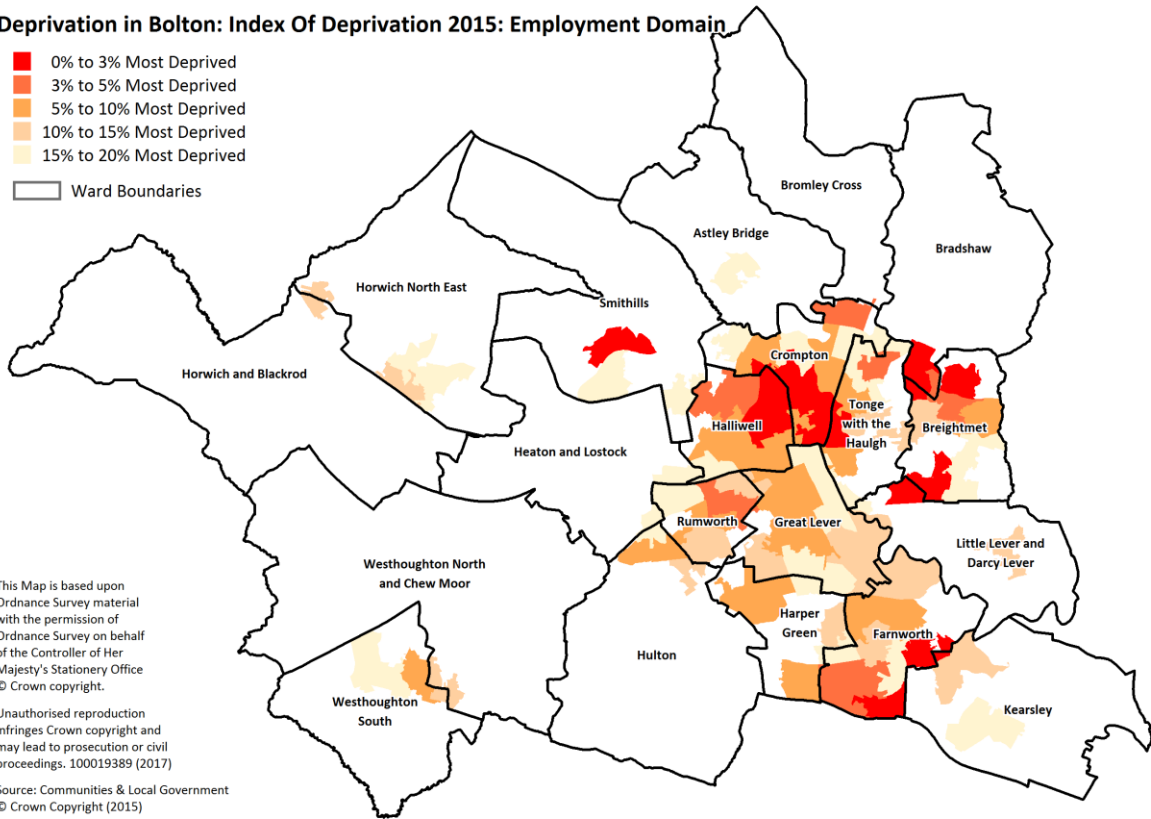 Deprivation in Bolton: Index Of Deprivation 2015: Employment Domain
0% to 3% Most Deprived
3% to 5% Most Deprived
5% to 10% Most Deprived
10% to 15% Most Deprived
15% to 20% Most Deprived
Ward Boundaries
Bromley Cross
Astley Bridge
Bradshaw
Horwich North East
Smithills
Crompton
Horwich and Blackrod
Tonge
with the
Haulgh
Halliwell
Breightmet
Heaton and Lostock
Rumworth
Great Lever
Little Lever and
Darcy Lever
Westhoughton North
and Chew Moor
Harper
Green
Farnworth
Hulton
Westhoughton
South
Kearsley
This Map is based upon
Ordnance Survey material
with the permission of
Ordnance Survey on behalf
of the Controller of Her
Majesty's Stationery Office
© Crown copyright.
Unauthorised reproduction
infringes Crown copyright and
may lead to prosecution or civil
proceedings. 100019389 (2017)
Source: Communities & Local Government
© Crown Copyright (2015)